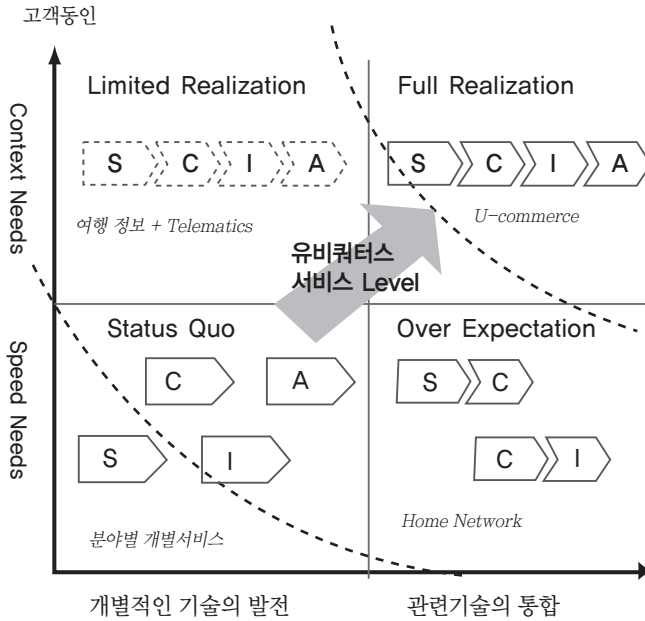 고객동인
Limited Realization
Full Realization
Context Needs
S C I A
S C I A
여행 정보 + Telematics
U-commerce
유비쿼터스
서비스 Level
Status Quo
Over Expectation
Speed Needs
C A
S C
S I
C I
분야별 개별서비스
Home Network
개별적인 기술의 발전
관련기술의 통합